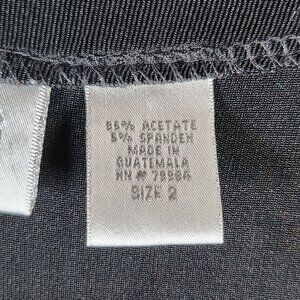 95% ACETATE
5% SPANDEX
MADE IN
GUATEMALA
RN # 79984
SIZE 2